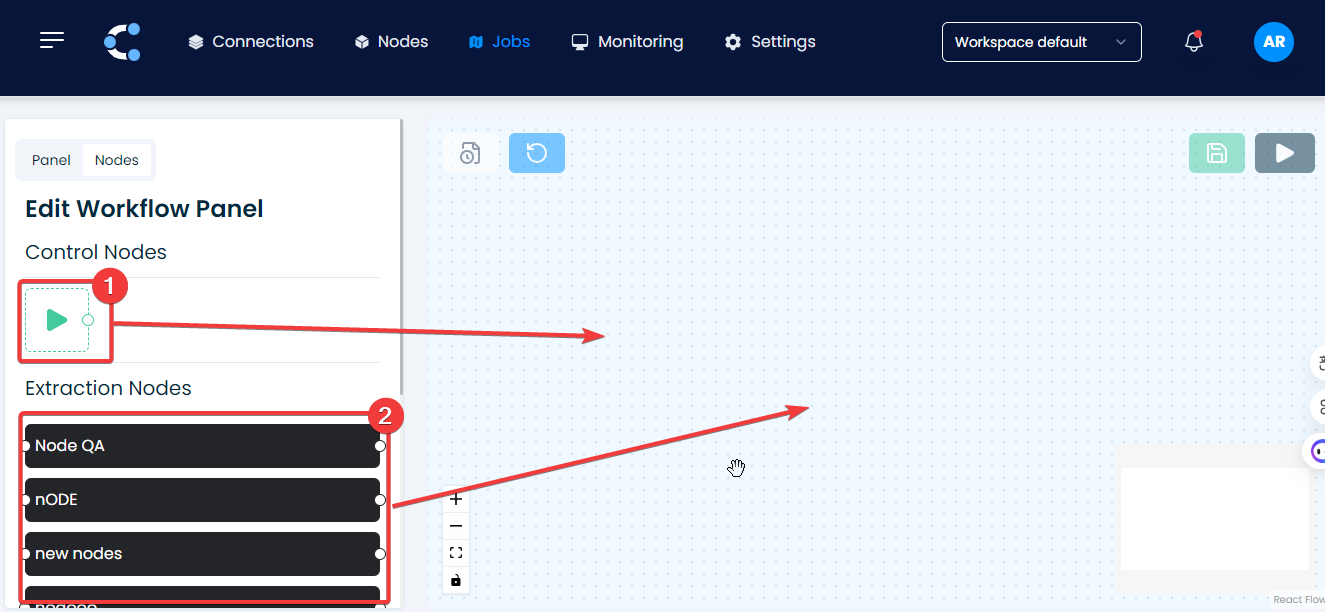 Connections
Nodes
Jobs
Monitoring
Settings
Workspace default
AR
Panel
Nodes
Edit Workflow Panel
Control Nodes
1
Extraction Nodes
2
Node QA
nODE
new nodes
React Flow